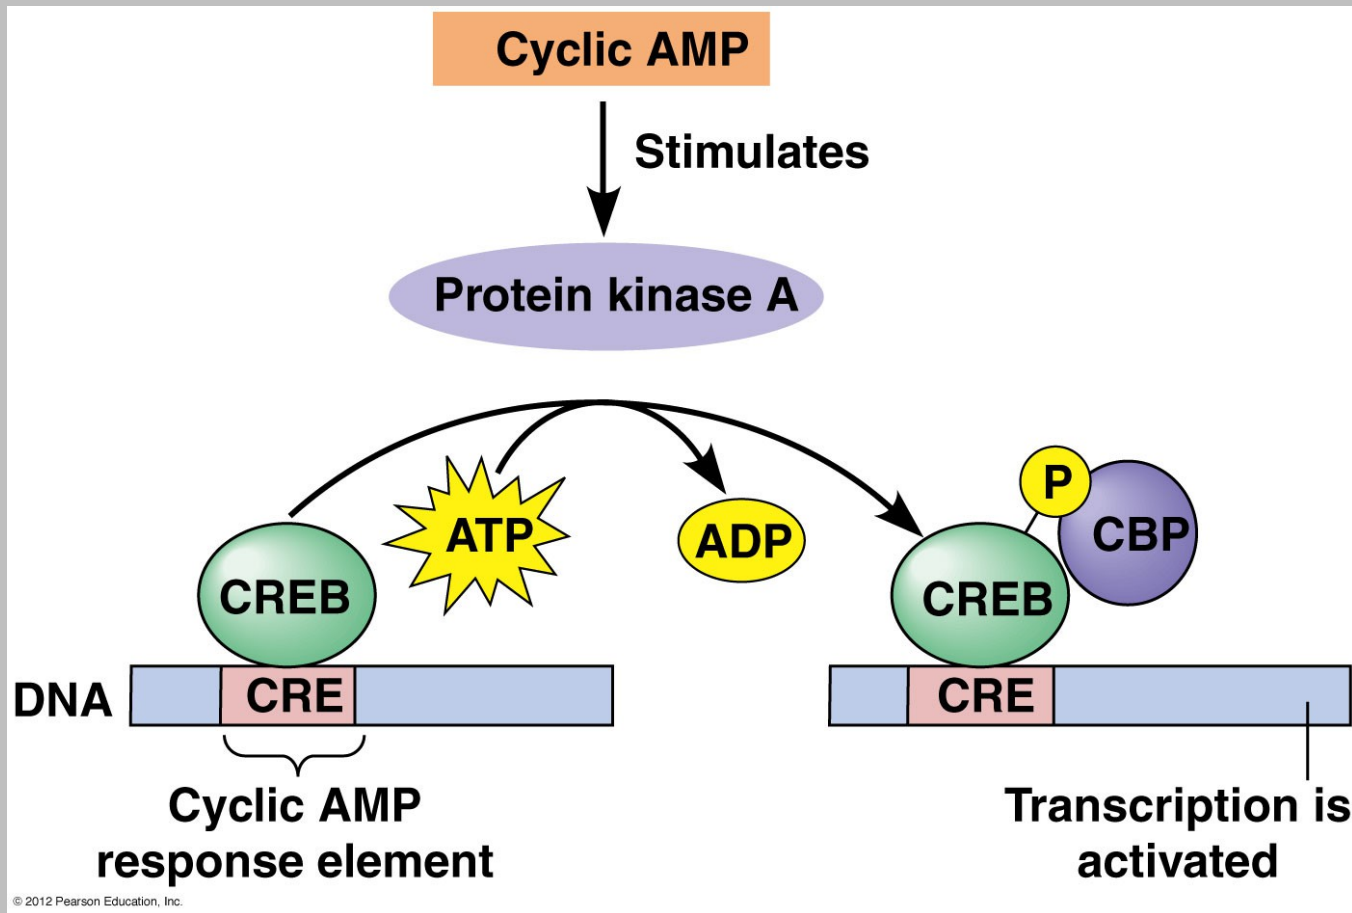 Cyclic AMP
Stimulates
Protein kinase A
ATP
ADP
P
CBP
CREB
CREB
DNA
CRE
CRE
Cyclic AMP
response element
Transcription is
activated
© 2012 Pearson Education, Inc.